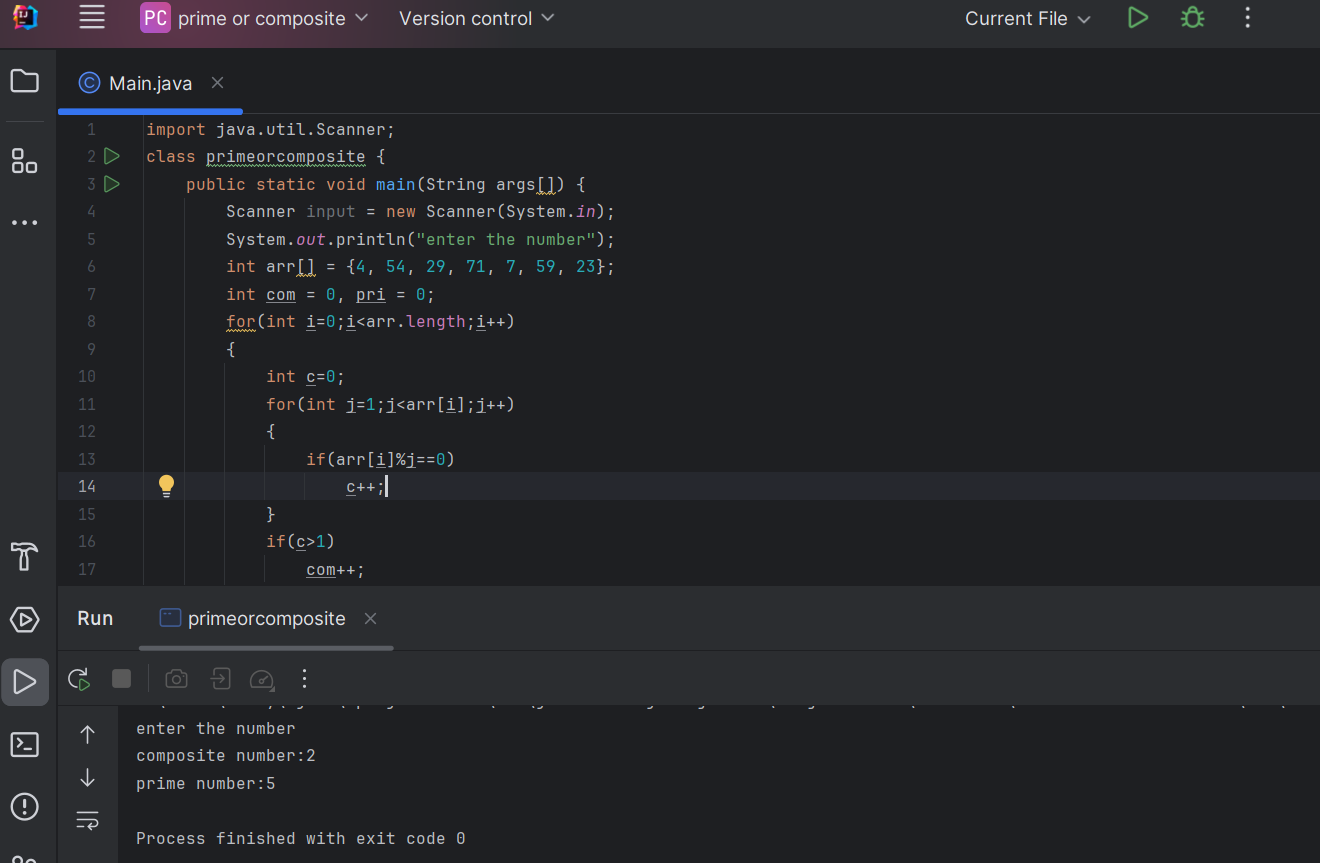 PC prime or composite Version control Current File
Main.java
1 import java.util.Scanner;
2 class primeorcomposite {
3 public static void main(String args[]) {
4 Scanner input = new Scanner(System.in);
5 System.out.println("enter the number");
6 int arr[] = {4, 54, 29, 71, 7, 59, 23};
7 int com = 0, pri = 0;
8 for(int i=0;i<arr.length;i++)
9 {
10 int c=0;
11 for(int j=1;j<arr[i];j++)
12 {
13 if(arr[i]%j==0)
14 c++;
15 }
16 if(c>1)
17 com++;
Run primeorcomposite
enter the number
composite number:2
prime number:5
Process finished with exit code 0